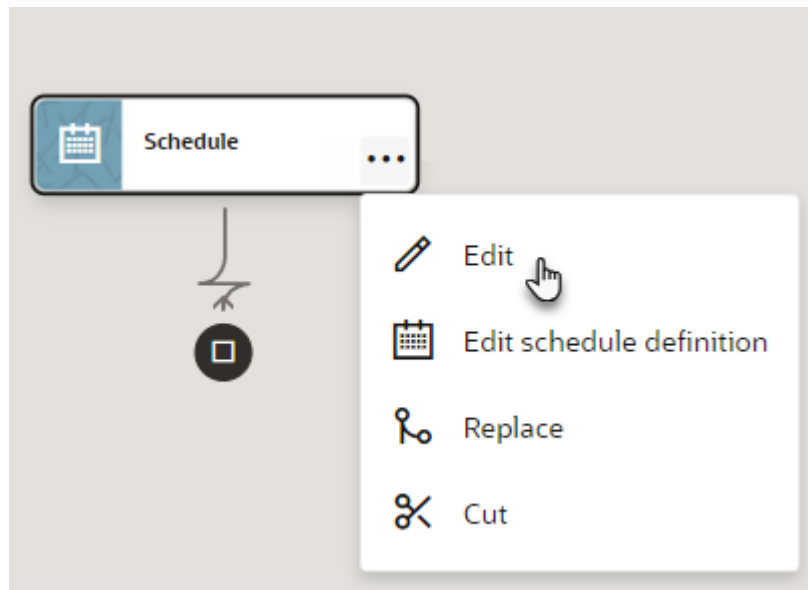 Schedule
Edit
Edit schedule definition
Replace
Cut